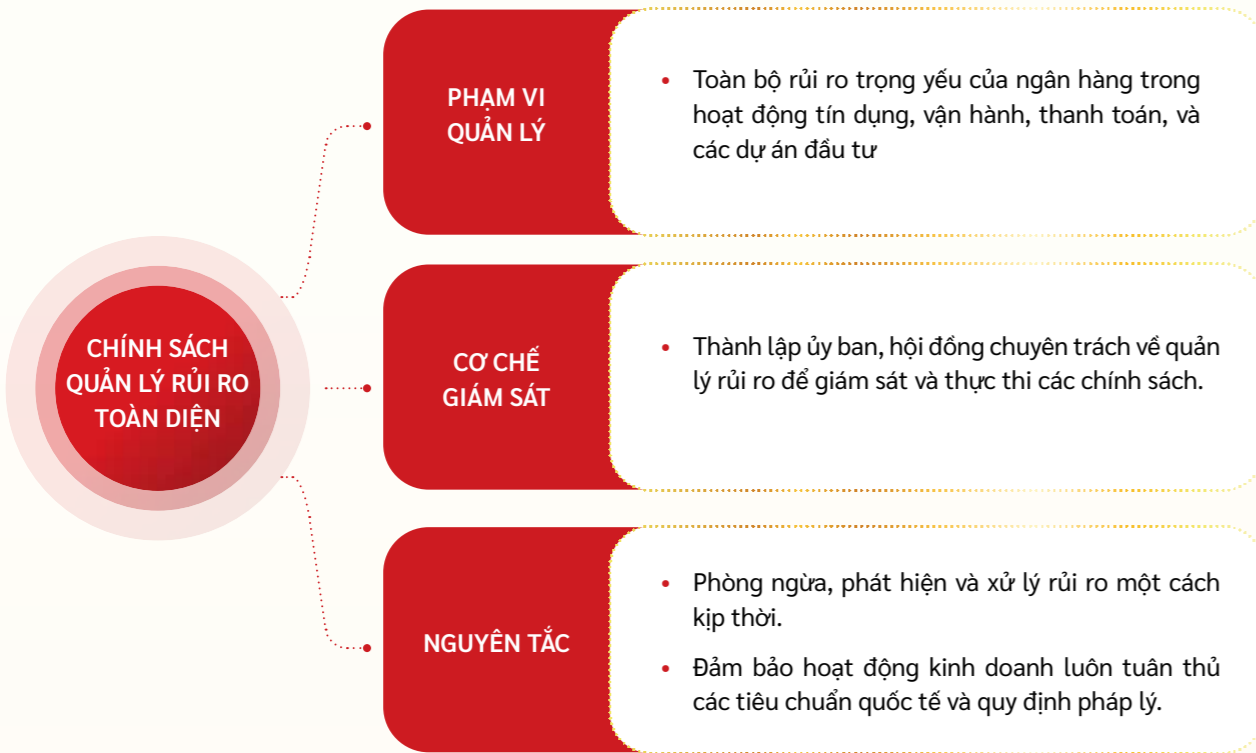 CHÍNH SÁCH
QUẢN LÝ RỦI RO
TOÀN DIỆN
PHẠM VI
QUẢN LÝ
• Toàn bộ rủi ro trọng yếu của ngân hàng trong
hoạt động tín dụng, vận hành, thanh toán, và
các dự án đầu tư
CƠ CHẾ
GIÁM SÁT
• Thành lập ủy ban, hội đồng chuyên trách về quản
lý rủi ro để giám sát và thực thi các chính sách.
NGUYÊN TẮC
• Phòng ngừa, phát hiện và xử lý rủi ro một cách
kịp thời.
• Đảm bảo hoạt động kinh doanh luôn tuân thủ
các tiêu chuẩn quốc tế và quy định pháp lý.